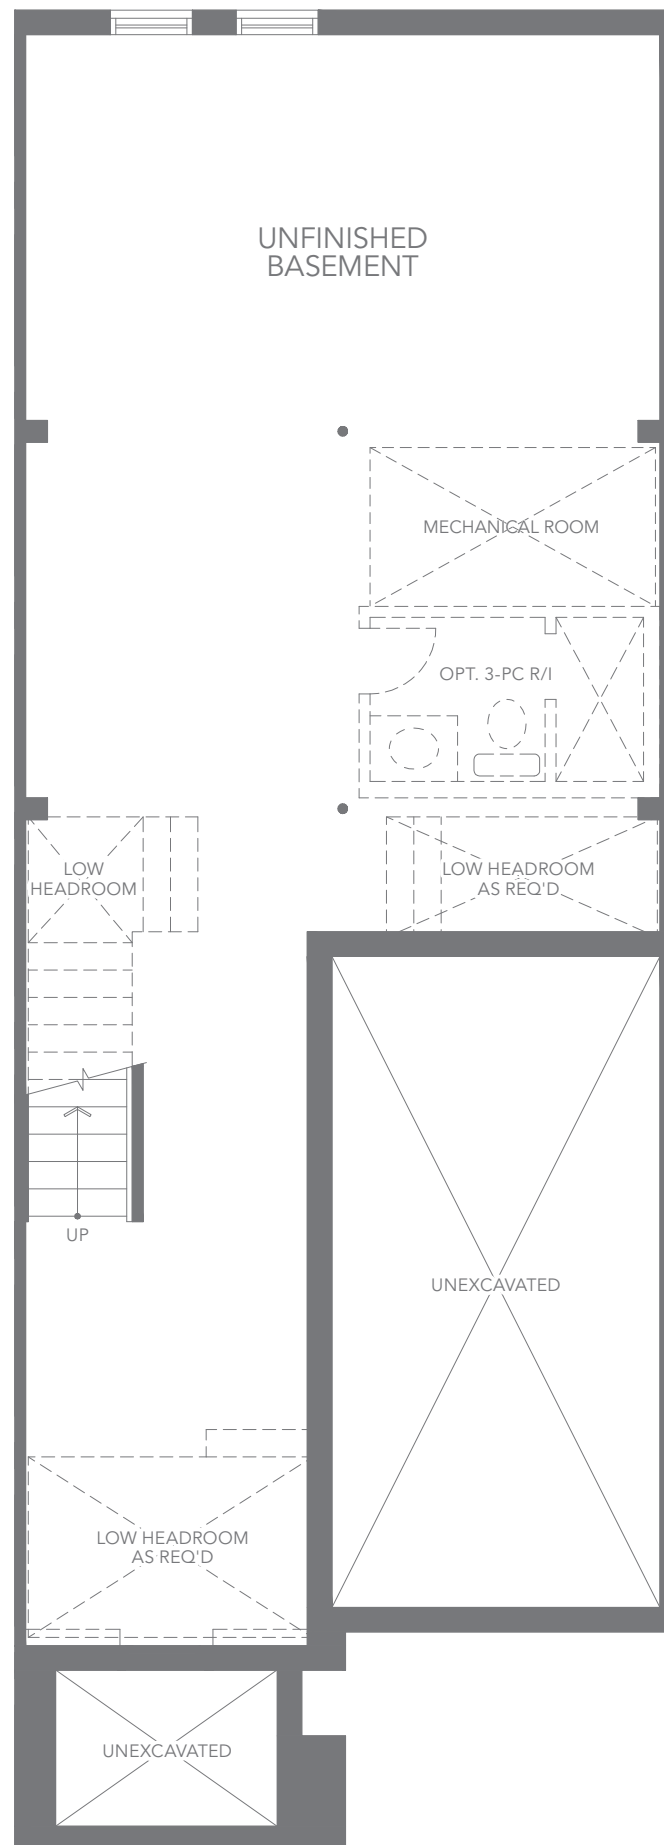 UNFINISHED
BASEMENT
MECHANICAL ROOM
OPT. 3-PC R/I
LOW
HEADROOM
LOW HEADROOM
AS REQ'D
UP
UNEXCAVATED
LOW HEADROOM
AS REQ'D
UNEXCAVATED